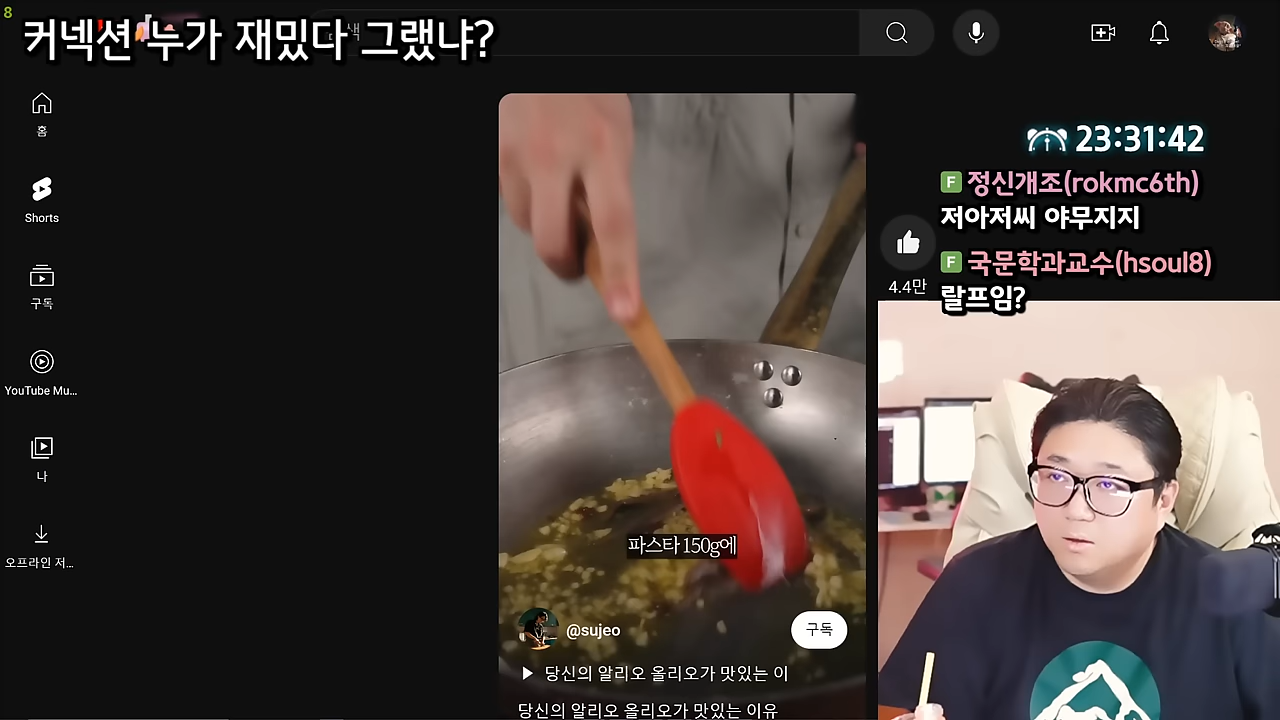 8
커넥션 누가 재밌다 그랬냐?
홈
Shorts
구독
YouTube Mu...
나
오프라인 저...
파스타 150g에
@sujeo
구독
당신의 알리오 올리오가 맛있는 이
당신의 알리오 올리오가 맛있는 이유
4.4만
23:31:42
F 정신개조(rokmc6th)
저아저씨 야무지지
F 국문학과교수(hsoul8)
랄프임?